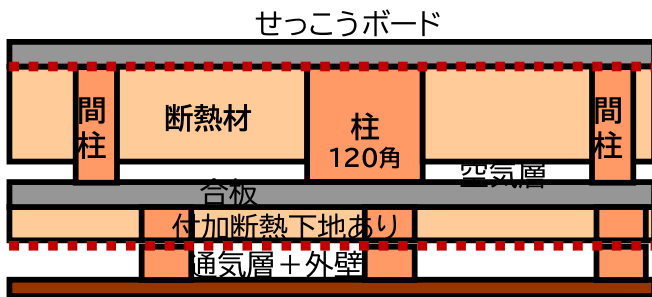 せっこうボード
間柱
断熱材
柱
120角
間柱
空気層
合板
付加断熱下地あり
通気層＋外壁